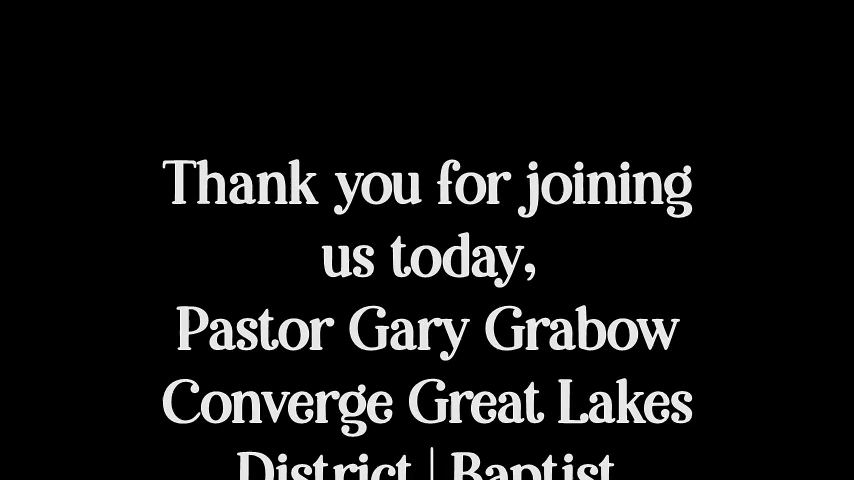 Thank you for joining
us today,
Pastor Gary Grabow
Converge Great Lakes
District | Baptist